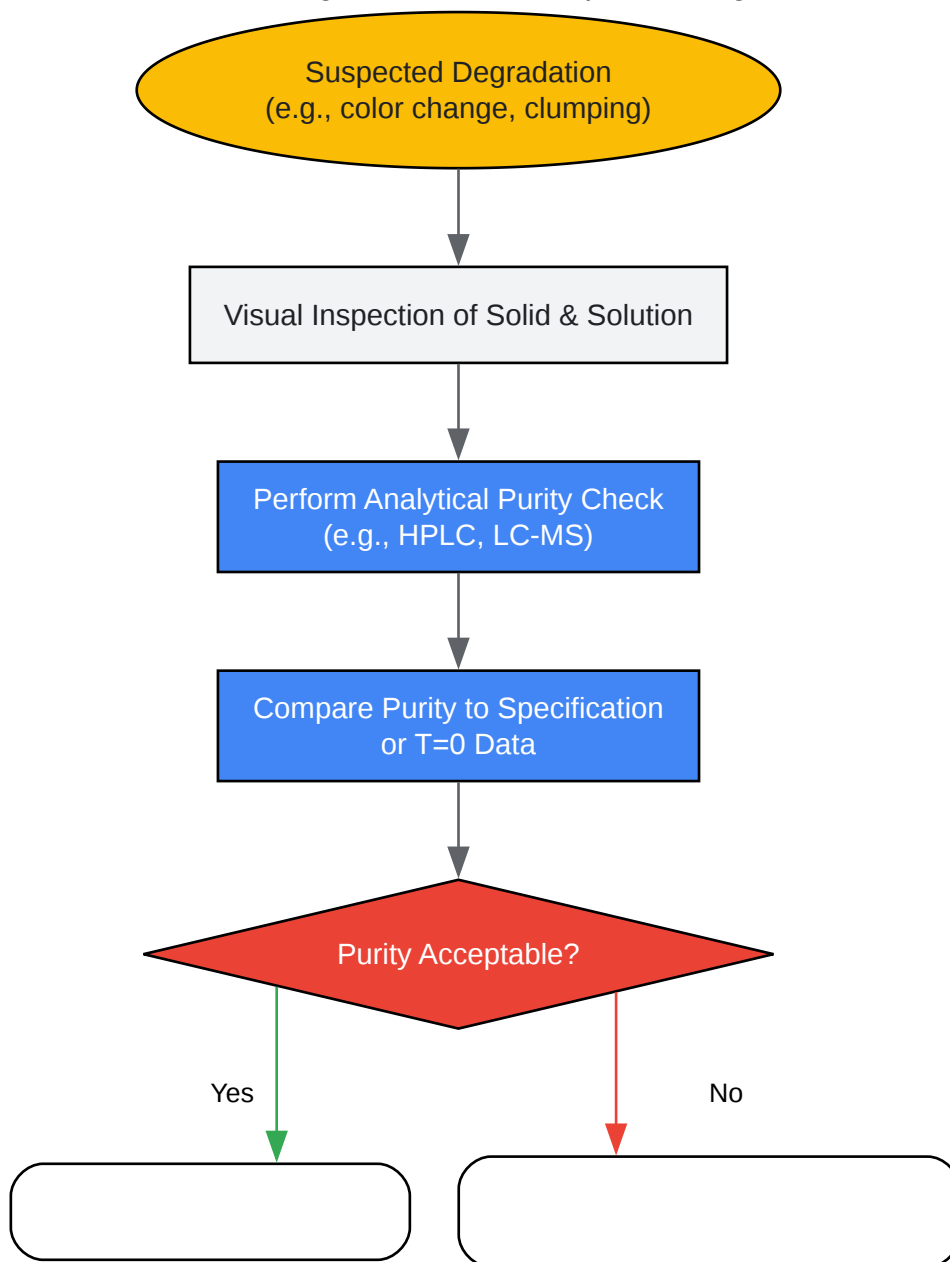 Suspected Degradation
(e.g., color change, clumping)
Visual Inspection of Solid & Solution
Perform Analytical Purity Check
(e.g., HPLC, LC-MS)
Compare Purity to Specification
or T=0 Data
Purity Acceptable?
Yes
No